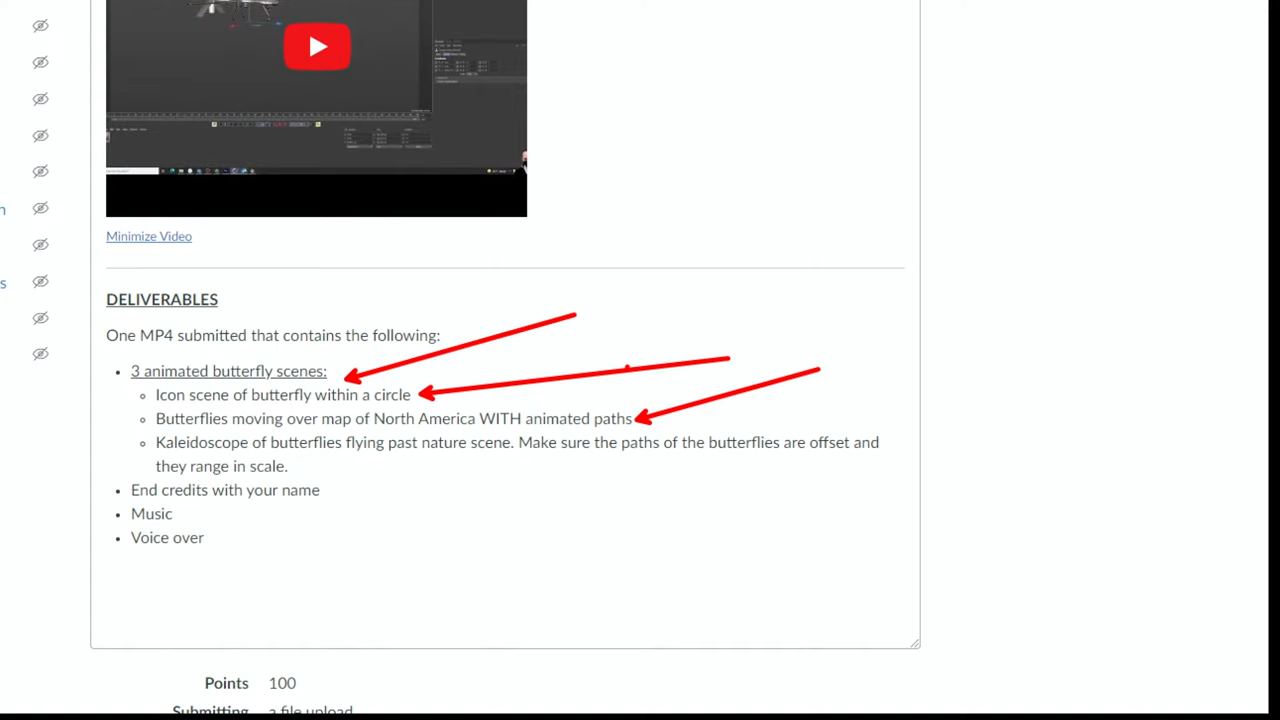 Minimize Video
DELIVERABLES
One MP4 submitted that contains the following:
3 animated butterfly scenes:
Icon scene of butterfly within a circle
Butterflies moving over map of North America WITH animated paths
Kaleidoscope of butterflies flying past nature scene. Make sure the paths of the butterflies are offset and
they range in scale.
End credits with your name
Music
Voice over
n
s
Points 100
Submitting a file upload